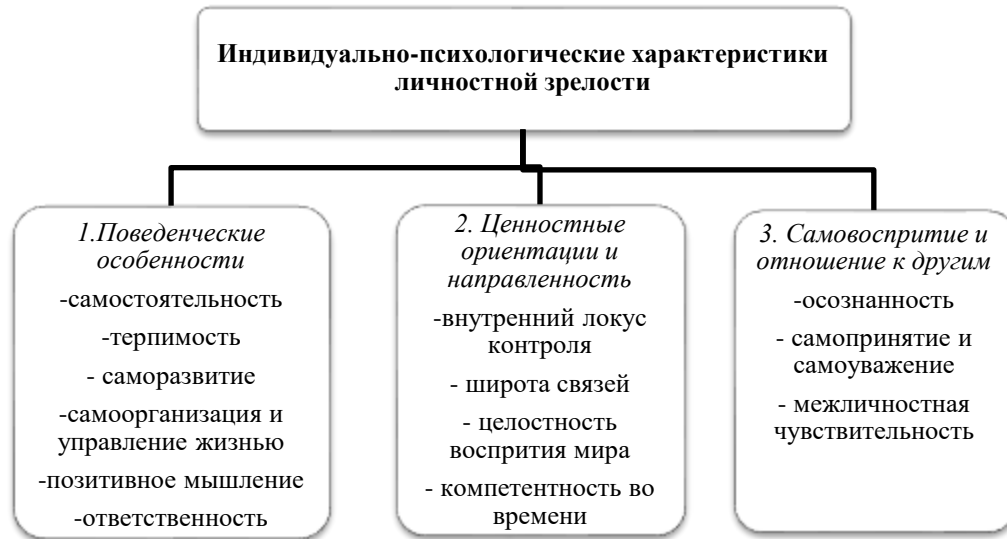 Индивидуально-психологические характеристики
личностной зрелости
1.Поведенческие
особенности
-самостоятельность
-терпимость
- саморазвитие
-самоорганизация и
управление жизнью
-позитивное мышление
-ответственность
2. Ценностные
ориентации и
направленность
-внутренний локус
контроля
- широта связей
- целостность
воспрития мира
- компетентность во
времени
3. Самовоспритие и
отношение к другим
-осознанность
- самопринятие и
самоуважение
- межличностная
чувствительность